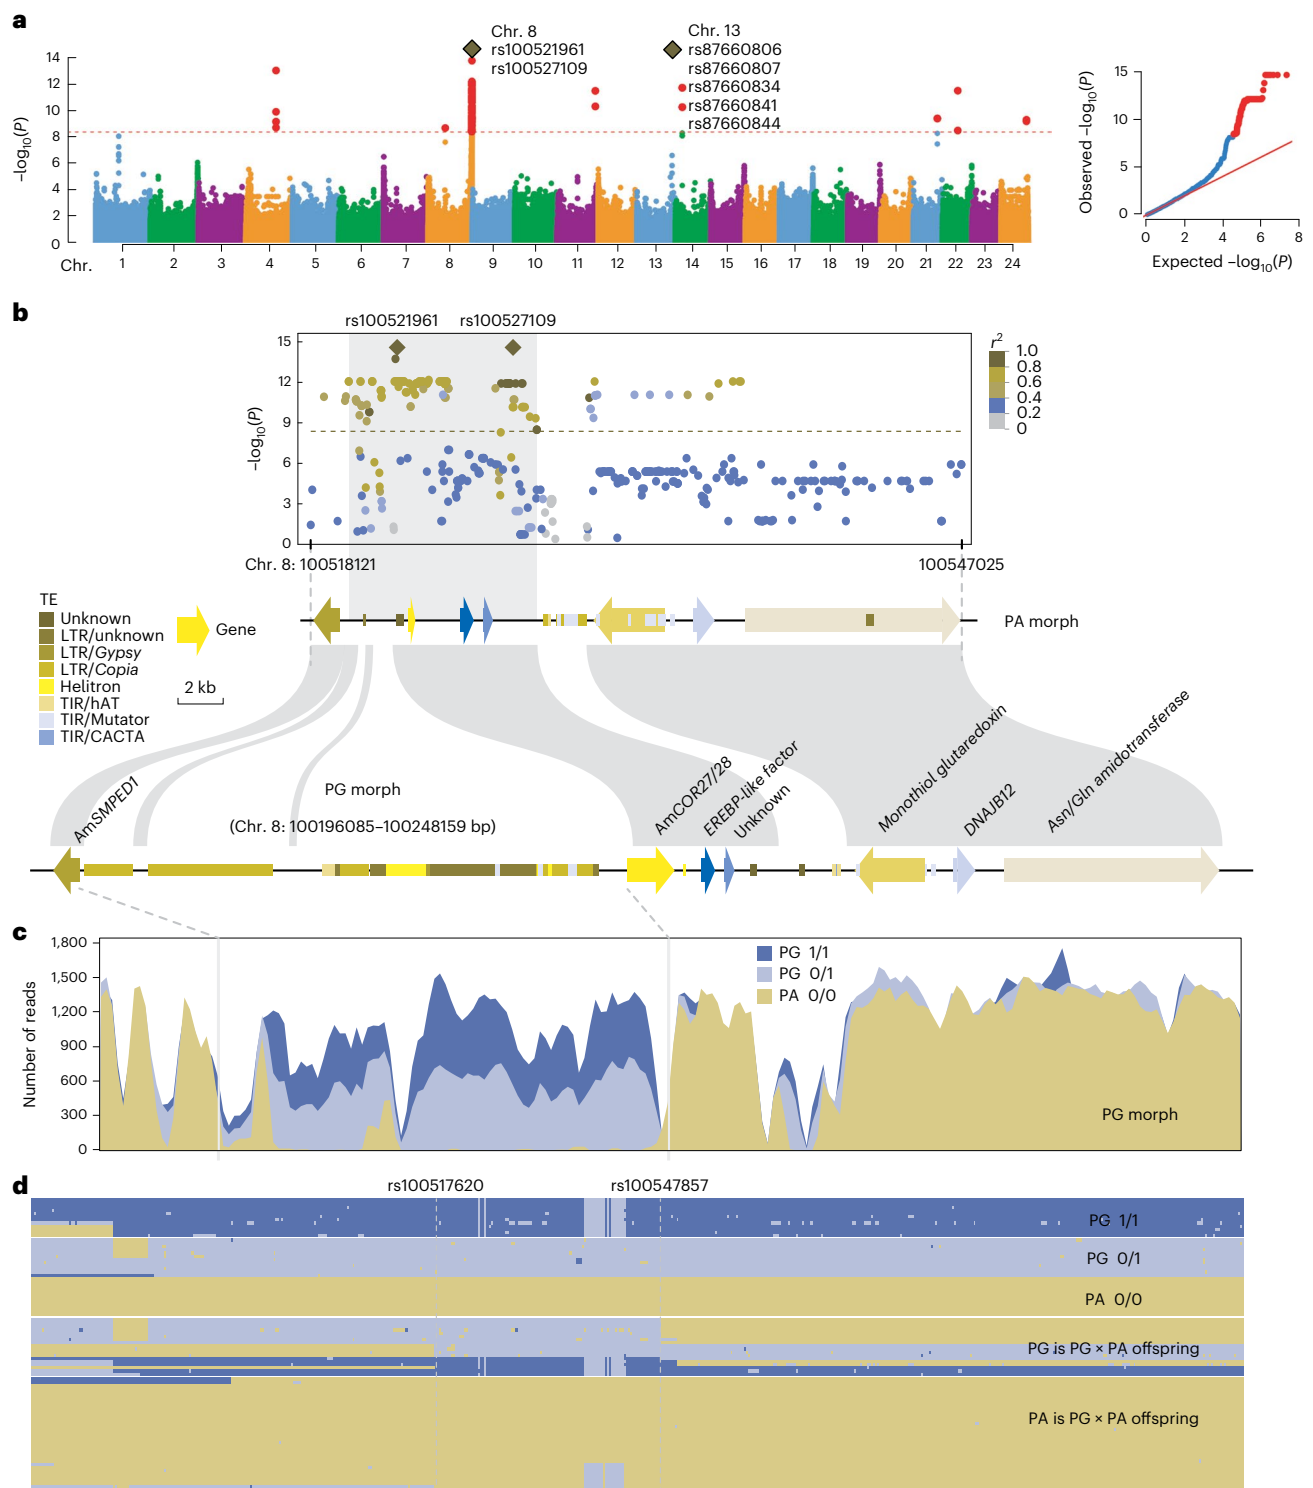 a
Chr. 8
rs100521961
rs100527109
Chr. 13
rs87660806
rs87660807
rs87660834
rs87660841
rs87660844
−log10(P)
14
12
10
8
6
4
2
0
Chr.
1 2 3 4 5 6 7 8 9 10 11 12 13 14 15 16 17 18 19 20 21 22 23 24
Observed −log10(P)
15
10
5
0
0 2 4 6 8
Expected −log10(P)
b
rs100521961 rs100527109
−log10(P)
15
12
9
6
3
0
r2
1.0
0.8
0.6
0.4
0.2
0
Chr. 8: 100518121
100547025
TE
Unknown
LTR/unknown
LTR/Gypsy
LTR/Copia
Helitron
TIR/hAT
TIR/Mutator
TIR/CACTA
Gene
2 kb
PA morph
PG morph
(Chr. 8: 100196085–100248159 bp)
AmSMPED1
AmCOR27/28
EREBP-like factor
Unknown
Monothiol glutaredoxin
DNAJB12
Asn/Gln amidotransferase
c
Number of reads
1,800
1,500
1,200
900
600
300
0
PG 1/1
PG 0/1
PA 0/0
PG morph
d
rs100517620 rs100547857
PG 1/1
PG 0/1
PA 0/0
PG is PG × PA offspring
PA is PG × PA offspring